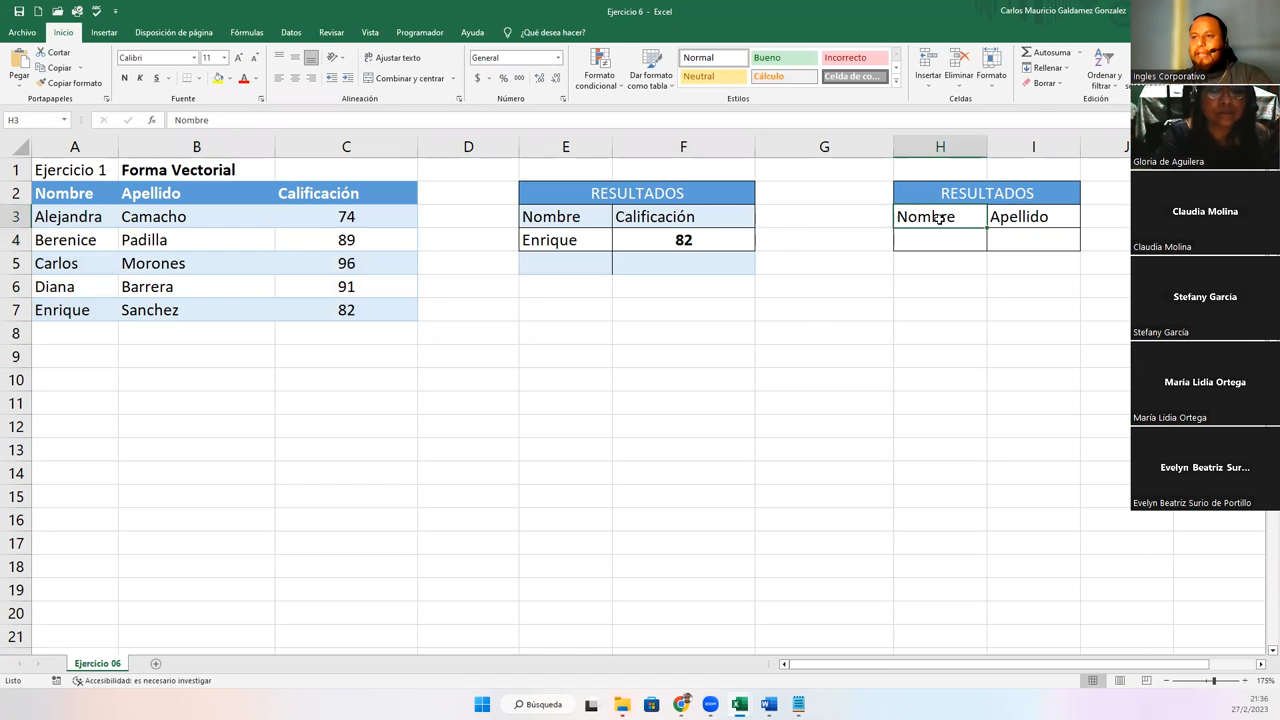 Ejercicio 6 - Excel
Carlos Mauricio Galdamez Gonzalez
Archivo Inicio Insertar Disposición de página Fórmulas Datos Revisar Vista Programador Ayuda ¿Qué desea hacer?
Pegar
Cortar
Copiar
Copiar formato
Portapapeles
Calibri 11
N K S
Fuente
Ajustar texto
Combinar y centrar
Alineación
General
$ % 000
Número
Formato condicional
Dar formato como tabla
Normal Bueno Incorrecto
Neutral Cálculo Celda de co...
Estilos
Insertar Eliminar Formato
Celdas
Autosuma
Rellenar
Borrar
Ordenar y filtrar
Edición
H3 fx Nombre
A B C D E F G H I J
1 Ejercicio 1 Forma Vectorial
2 Nombre Apellido Calificación RESULTADOS RESULTADOS
3 Alejandra Camacho 74 Nombre Calificación Nombre Apellido
4 Berenice Padilla 89 Enrique 82
5 Carlos Morones 96
6 Diana Barrera 91
7 Enrique Sanchez 82
8
9
10
11
12
13
14
15
16
17
18
19
20
21
Ejercicio 06
Listo Accesibilidad: es necesario investigar 175%
Búsqueda
21:36
27/2/2023
Ingles Corporativo
Gloria de Aguilera
Claudia Molina
Claudia Molina
Stefany García
Stefany García
María Lidia Ortega
María Lidia Ortega
Evelyn Beatriz Sur...
Evelyn Beatriz Surio de Portillo